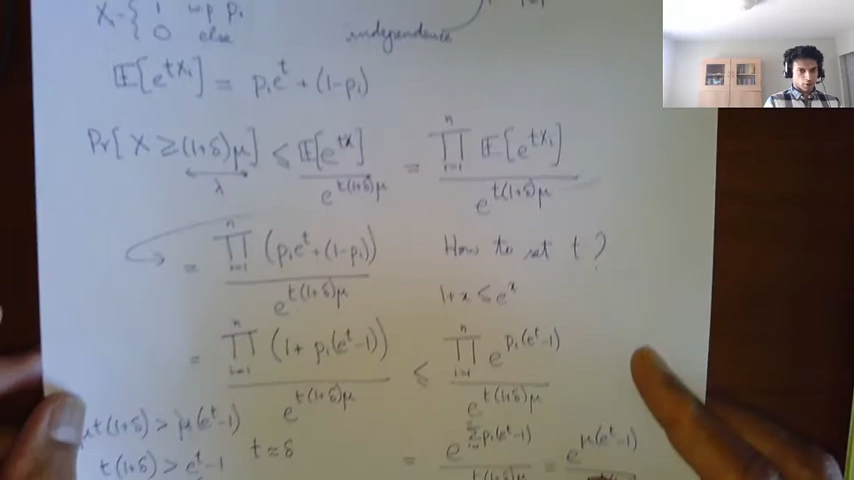 X_i = { 1 w.p p_i
0 else
independence
E[e^{tX_i}] = p_i e^t + (1-p_i)
Pr[X ≥ (1+δ)μ] ≤ E[e^{tX}] / e^{t(1+δ)μ} = ∏_{i=1}^{n} E[e^{tX_i}] / e^{t(1+δ)μ}
λ
= ∏_{i=1}^{n} (p_i e^t + (1-p_i)) / e^{t(1+δ)μ}
How to set t?
1+x ≤ e^x
= ∏_{i=1}^{n} (1 + p_i(e^t-1)) / e^{t(1+δ)μ} ≤ ∏_{i=1}^{n} e^{p_i(e^t-1)} / e^{t(1+δ)μ}
μt(1+δ) > μ(e^t-1)
t(1+δ) > e^t-1
t≈δ
= e^{Σ p_i(e^t-1)} / t(1+δ)μ = e^{μ(e^t-1)}